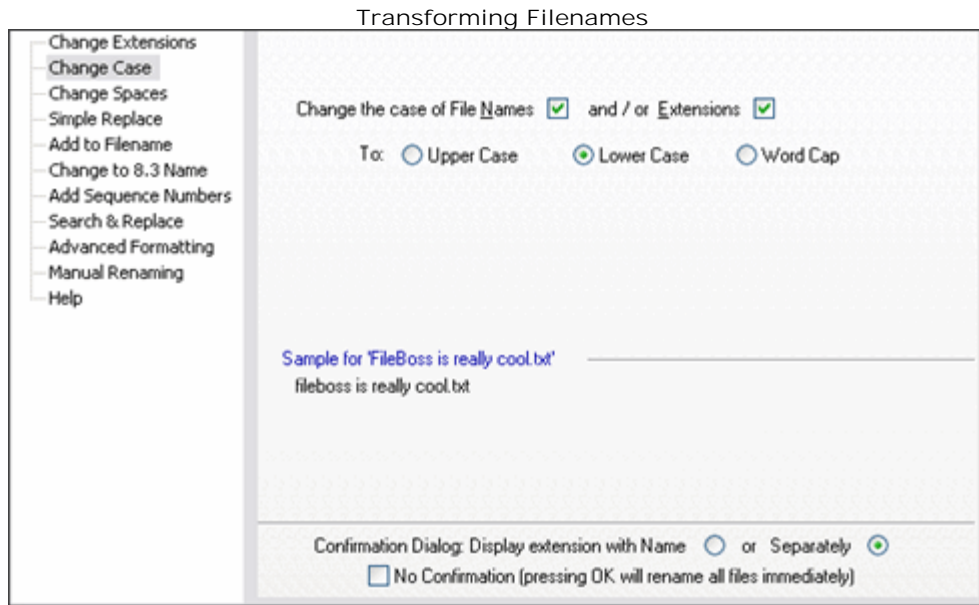 Transforming Filenames
Change Extensions
Change Case
Change Spaces
Simple Replace
Add to Filename
Change to 8.3 Name
Add Sequence Numbers
Search & Replace
Advanced Formatting
Manual Renaming
Help
Change the case of File Names and / or Extensions
To: Upper Case Lower Case Word Cap
Sample for 'FileBoss is really cool.txt'
fileboss is really cool.txt
Confirmation Dialog: Display extension with Name or Separately
No Confirmation (pressing OK will rename all files immediately)